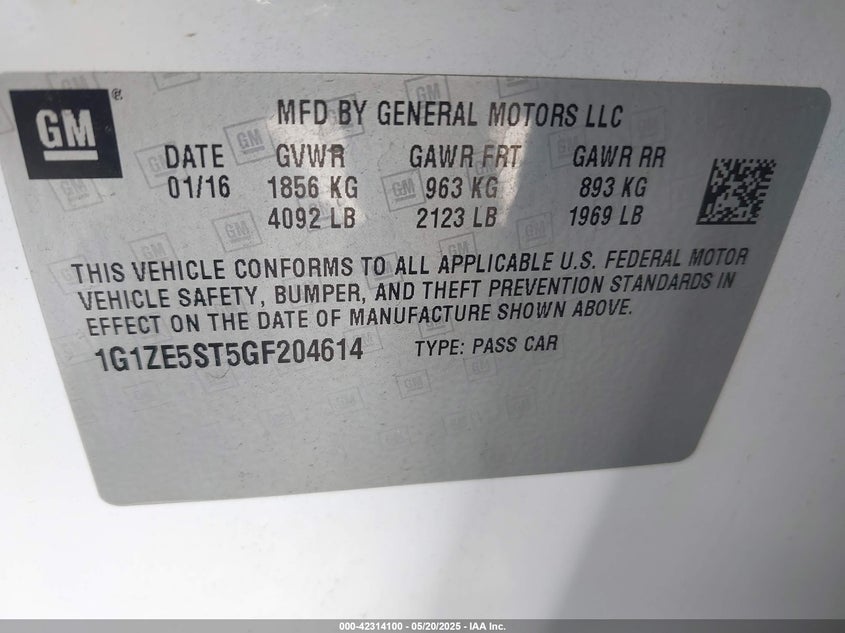 GM®
MFD BY GENERAL MOTORS LLC
DATE GVWR GAWR FRT GAWR RR
01/16 1856 KG 963 KG 893 KG
4092 LB 2123 LB 1969 LB
THIS VEHICLE CONFORMS TO ALL APPLICABLE U.S. FEDERAL MOTOR
VEHICLE SAFETY, BUMPER, AND THEFT PREVENTION STANDARDS IN
EFFECT ON THE DATE OF MANUFACTURE SHOWN ABOVE.
1G1ZE5ST5GF204614 TYPE: PASS CAR
000-42314100 - 05/20/2025 - IAA Inc.